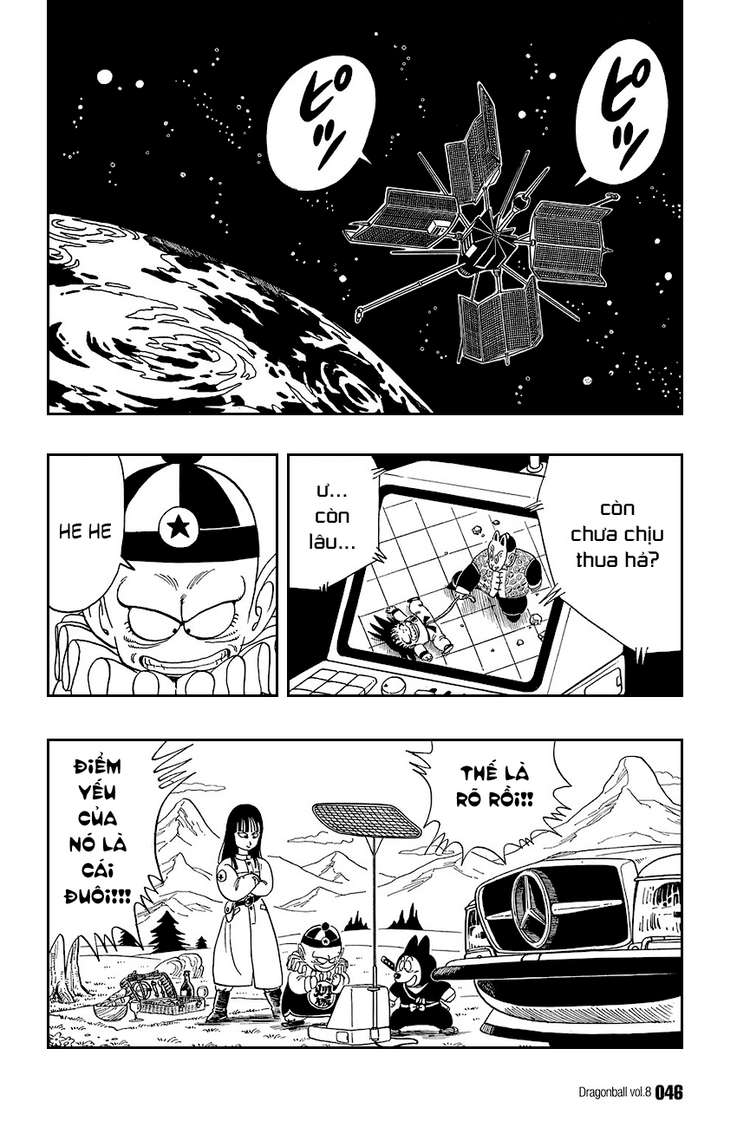 ピッ
ピッ
còn
chưa chịu
thua hả?
ư...
còn
lâu...
HE HE
THẾ LÀ
RÕ RỒI!!
ĐIỂM
YẾU
CỦA
NÓ LÀ
CÁI
ĐUÔI!!!
Dragonball vol.8 046